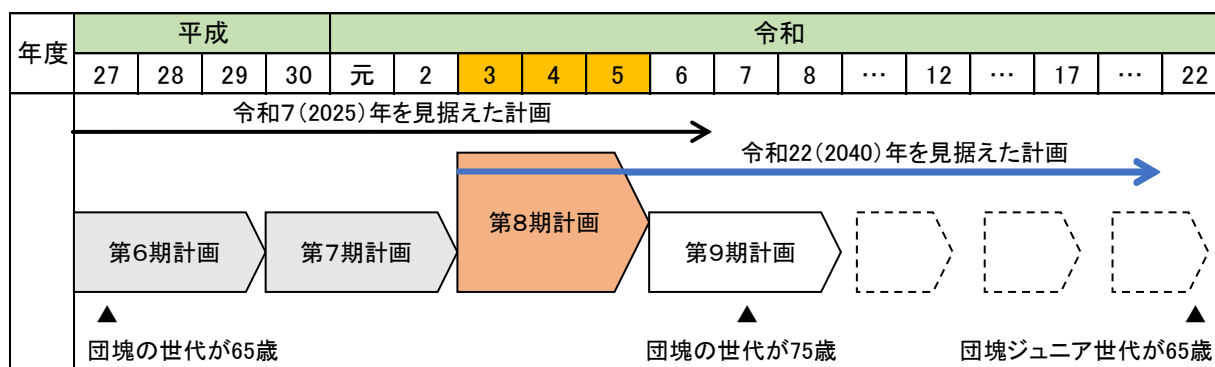 年度 平成 令和
27 28 29 30 元 2 3 4 5 6 7 8 … 12 … 17 … 22
令和7(2025)年を見据えた計画
令和22(2040)年を見据えた計画
第6期計画 第7期計画 第8期計画 第9期計画
▲ ▲ ▲
団塊の世代が65歳 団塊の世代が75歳 団塊ジュニア世代が65歳